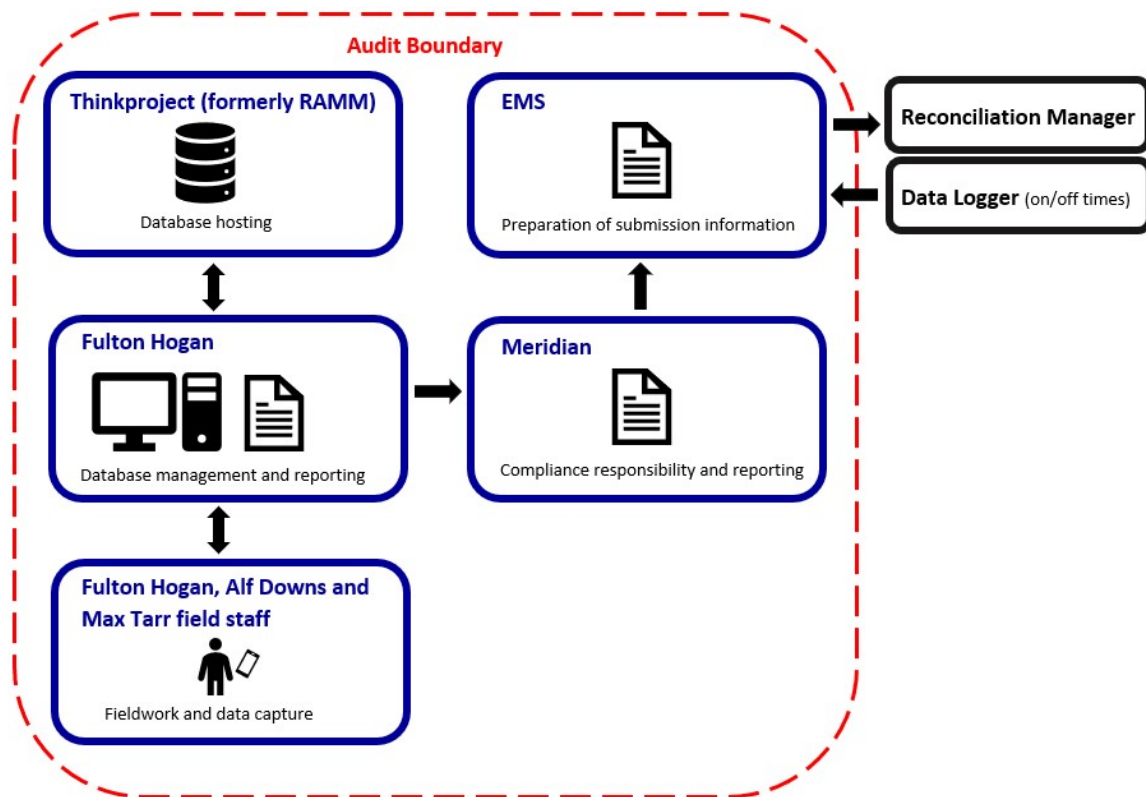 Audit Boundary
Thinkproject (formerly RAMM)
Database hosting
EMS
Preparation of submission information
Reconciliation Manager
Data Logger (on/off times)
Fulton Hogan
Database management and reporting
Meridian
Compliance responsibility and reporting
Fulton Hogan, Alf Downs and
Max Tarr field staff
Fieldwork and data capture